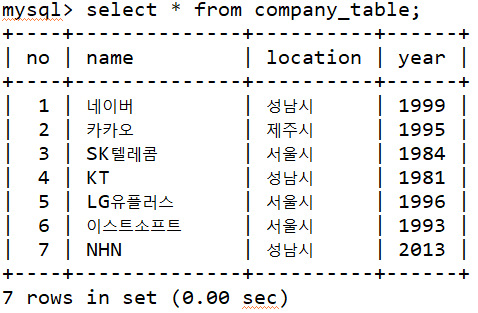 mysql> select * from company_table;
+----+--------------+----------+------+
| no | name | location | year |
+----+--------------+----------+------+
| 1 | 네이버 | 성남시 | 1999 |
| 2 | 카카오 | 제주시 | 1995 |
| 3 | SK텔레콤 | 서울시 | 1984 |
| 4 | KT | 성남시 | 1981 |
| 5 | LG유플러스 | 서울시 | 1996 |
| 6 | 이스트소프트 | 서울시 | 1993 |
| 7 | NHN | 성남시 | 2013 |
+----+--------------+----------+------+
7 rows in set (0.00 sec)